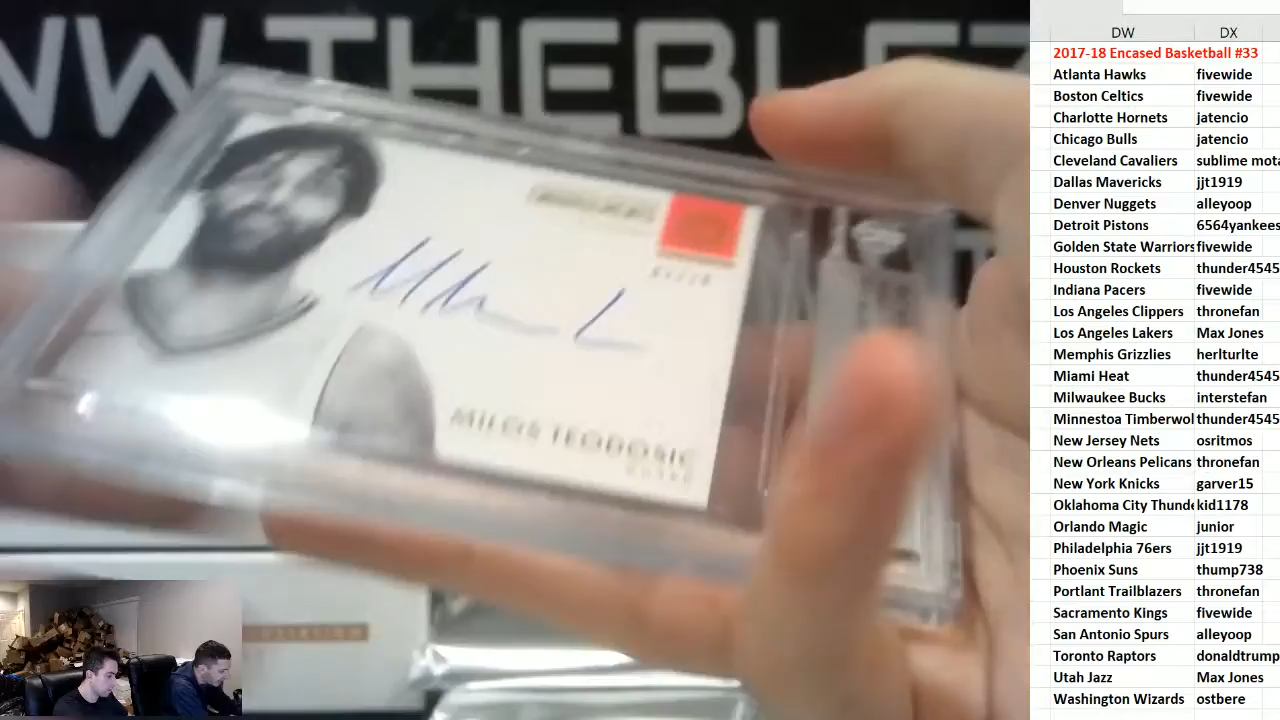 NW.THEBLEZ
MILOS TEODOSIC
DW DX
2017-18 Encased Basketball #33
Atlanta Hawks fivewide
Boston Celtics fivewide
Charlotte Hornets jatencio
Chicago Bulls jatencio
Cleveland Cavaliers sublime mota
Dallas Mavericks jjt1919
Denver Nuggets alleyoop
Detroit Pistons 6564yankees
Golden State Warriors fivewide
Houston Rockets thunder4545
Indiana Pacers fivewide
Los Angeles Clippers thronefan
Los Angeles Lakers Max Jones
Memphis Grizzlies herlturlte
Miami Heat thunder4545
Milwaukee Bucks interstefan
Minnestoa Timberwol thunder4545
New Jersey Nets osritmos
New Orleans Pelicans thronefan
New York Knicks garver15
Oklahoma City Thunde kid1178
Orlando Magic junior
Philadelphia 76ers jjt1919
Phoenix Suns thump738
Portlant Trailblazers thronefan
Sacramento Kings fivewide
San Antonio Spurs alleyoop
Toronto Raptors donaldtrump
Utah Jazz Max Jones
Washington Wizards ostbere